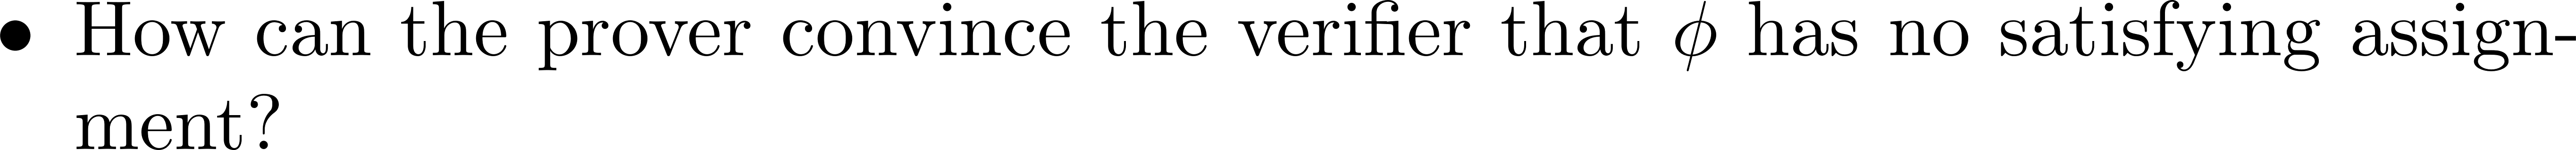 • How can the prover convince the verifier that ϕ has no satisfying assign-
ment?